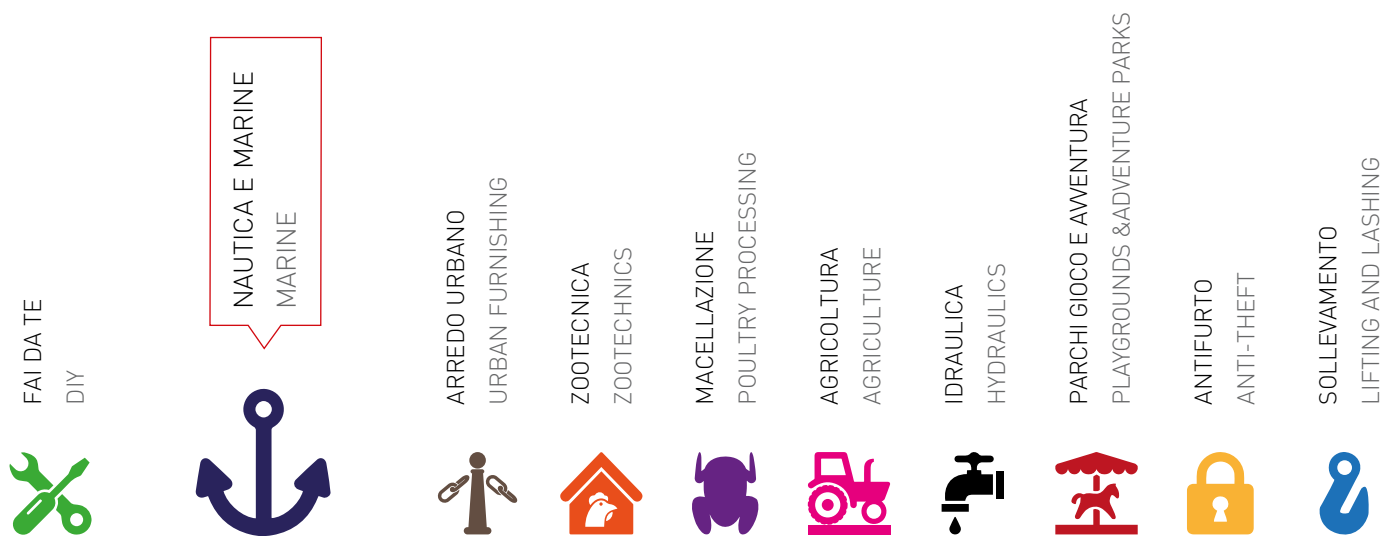 FAI DA TE
DIY
NAUTICA E MARINE
MARINE
ARREDO URBANO
URBAN FURNISHING
ZOOTECNICA
ZOOTECHNICS
MACELLAZIONE
POULTRY PROCESSING
AGRICOLTURA
AGRICULTURE
IDRAULICA
HYDRAULICS
PARCHI GIOCO E AVVENTURA
PLAYGROUNDS &ADVENTURE PARKS
ANTIFURTO
ANTI-THEFT
SOLLEVAMENTO
LIFTING AND LASHING